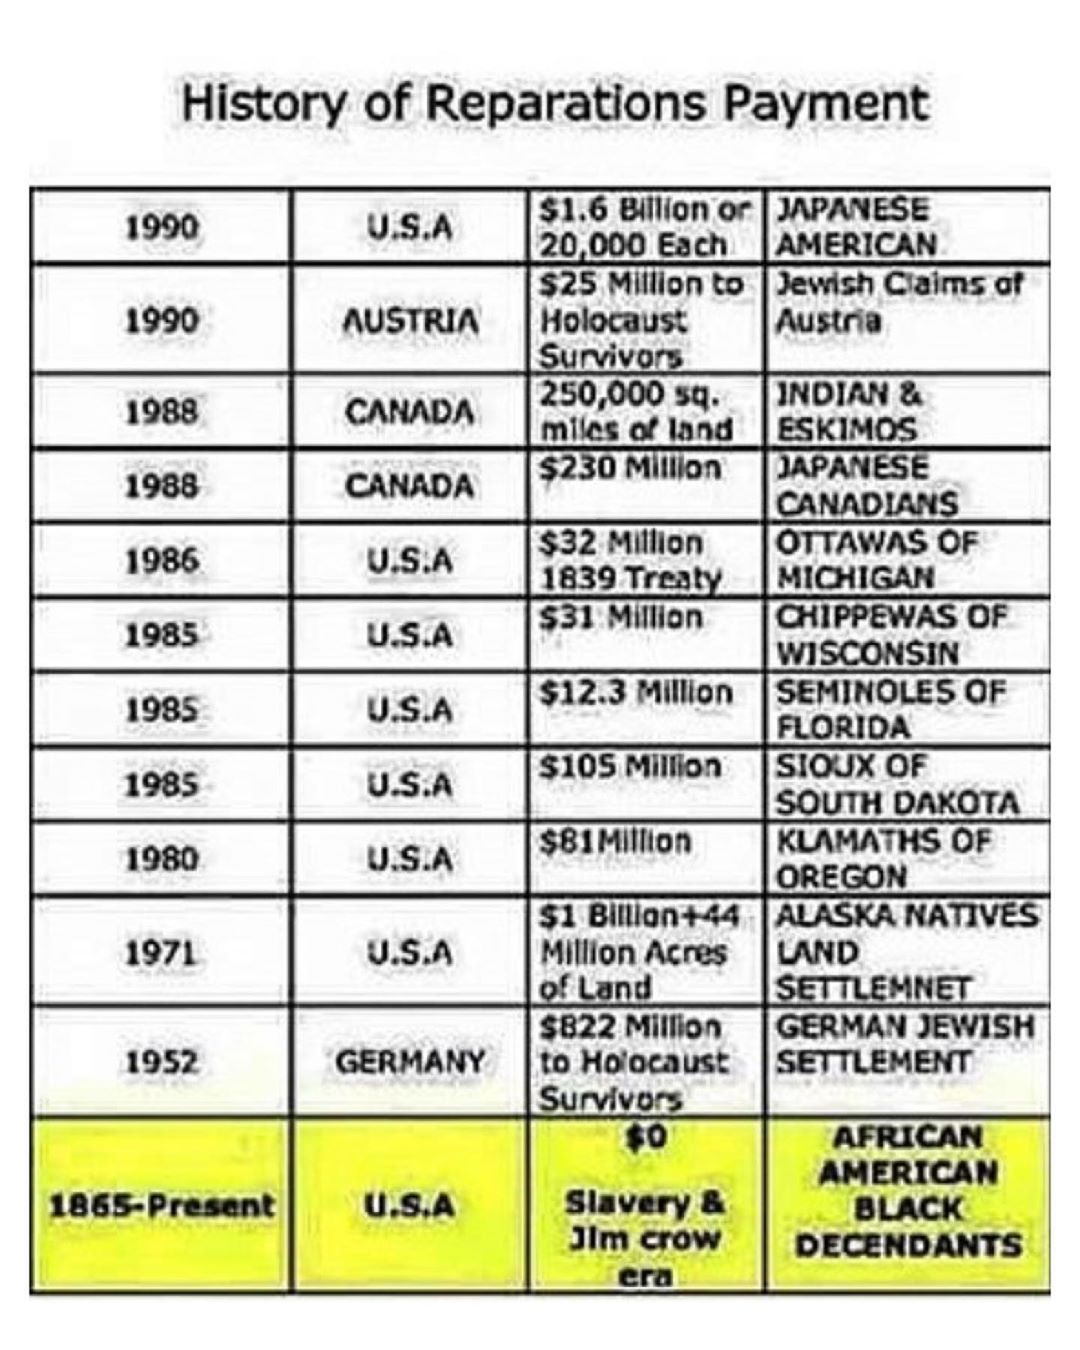 History of Reparations Payment
1990
U.S.A
$1.6 Billion or
20,000 Each
JAPANESE
AMERICAN
1990
AUSTRIA
$25 Million to
Holocaust
Survivors
Jewish Claims of
Austria
1988
CANADA
250,000 sq.
miles of land
INDIAN &
ESKIMOS
1988
CANADA
$230 Million
JAPANESE
CANADIANS
1986
U.S.A
$32 Million
1839 Treaty
OTTAWAS OF
MICHIGAN
1985
U.S.A
$31 Million
CHIPPEWAS OF
WISCONSIN
1985
U.S.A
$12.3 Million
SEMINOLES OF
FLORIDA
1985
U.S.A
$105 Million
SIOUX OF
SOUTH DAKOTA
1980
U.S.A
$81Million
KLAMATHS OF
OREGON
1971
U.S.A
$1 Billion+44
Million Acres
of Land
ALASKA NATIVES
LAND
SETTLEMNET
1952
GERMANY
$822 Million
to Holocaust
Survivors
GERMAN JEWISH
SETTLEMENT
1865-Present
U.S.A
$0
Slavery &
Jim crow
era
AFRICAN
AMERICAN
BLACK
DECENDANTS